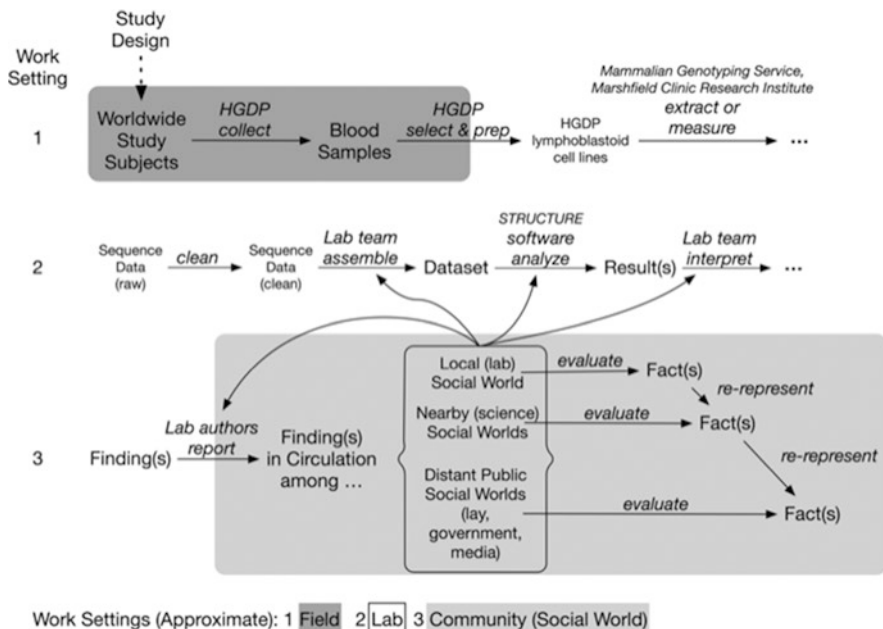 Study
Design
Work
Setting
1
Worldwide
Study
Subjects
HGDP
collect
Blood
Samples
HGDP
select & prep
HGDP
lymphoblastoid
cell lines
Mammalian Genotyping Service,
Marshfield Clinic Research Institute
extract or
measure
...
2
Sequence
Data
(raw)
clean
Sequence
Data
(clean)
Lab team
assemble
Dataset
STRUCTURE
software
analyze
Result(s)
Lab team
interpret
...
3
Finding(s)
Lab authors
report
Finding(s)
in Circulation
among ...
Local (lab)
Social World
evaluate
Fact(s)
re-represent
Nearby (science)
Social Worlds
evaluate
Fact(s)
re-represent
Distant Public
Social Worlds
(lay,
government,
media)
evaluate
Fact(s)
Work Settings (Approximate): 1 Field 2 Lab 3 Community (Social World)